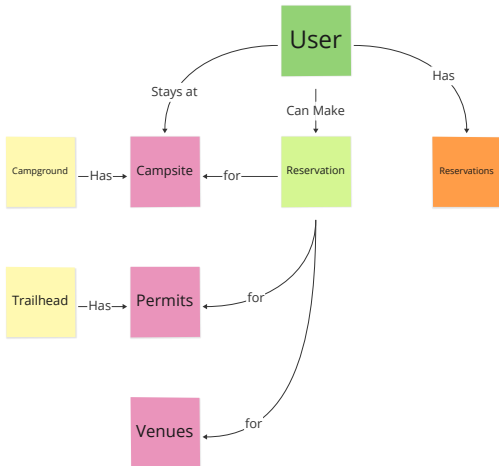 User
Stays at
Can Make
Has
Campground
Has
Campsite
for
Reservation
Reservations
Trailhead
Has
Permits
for
Venues
for